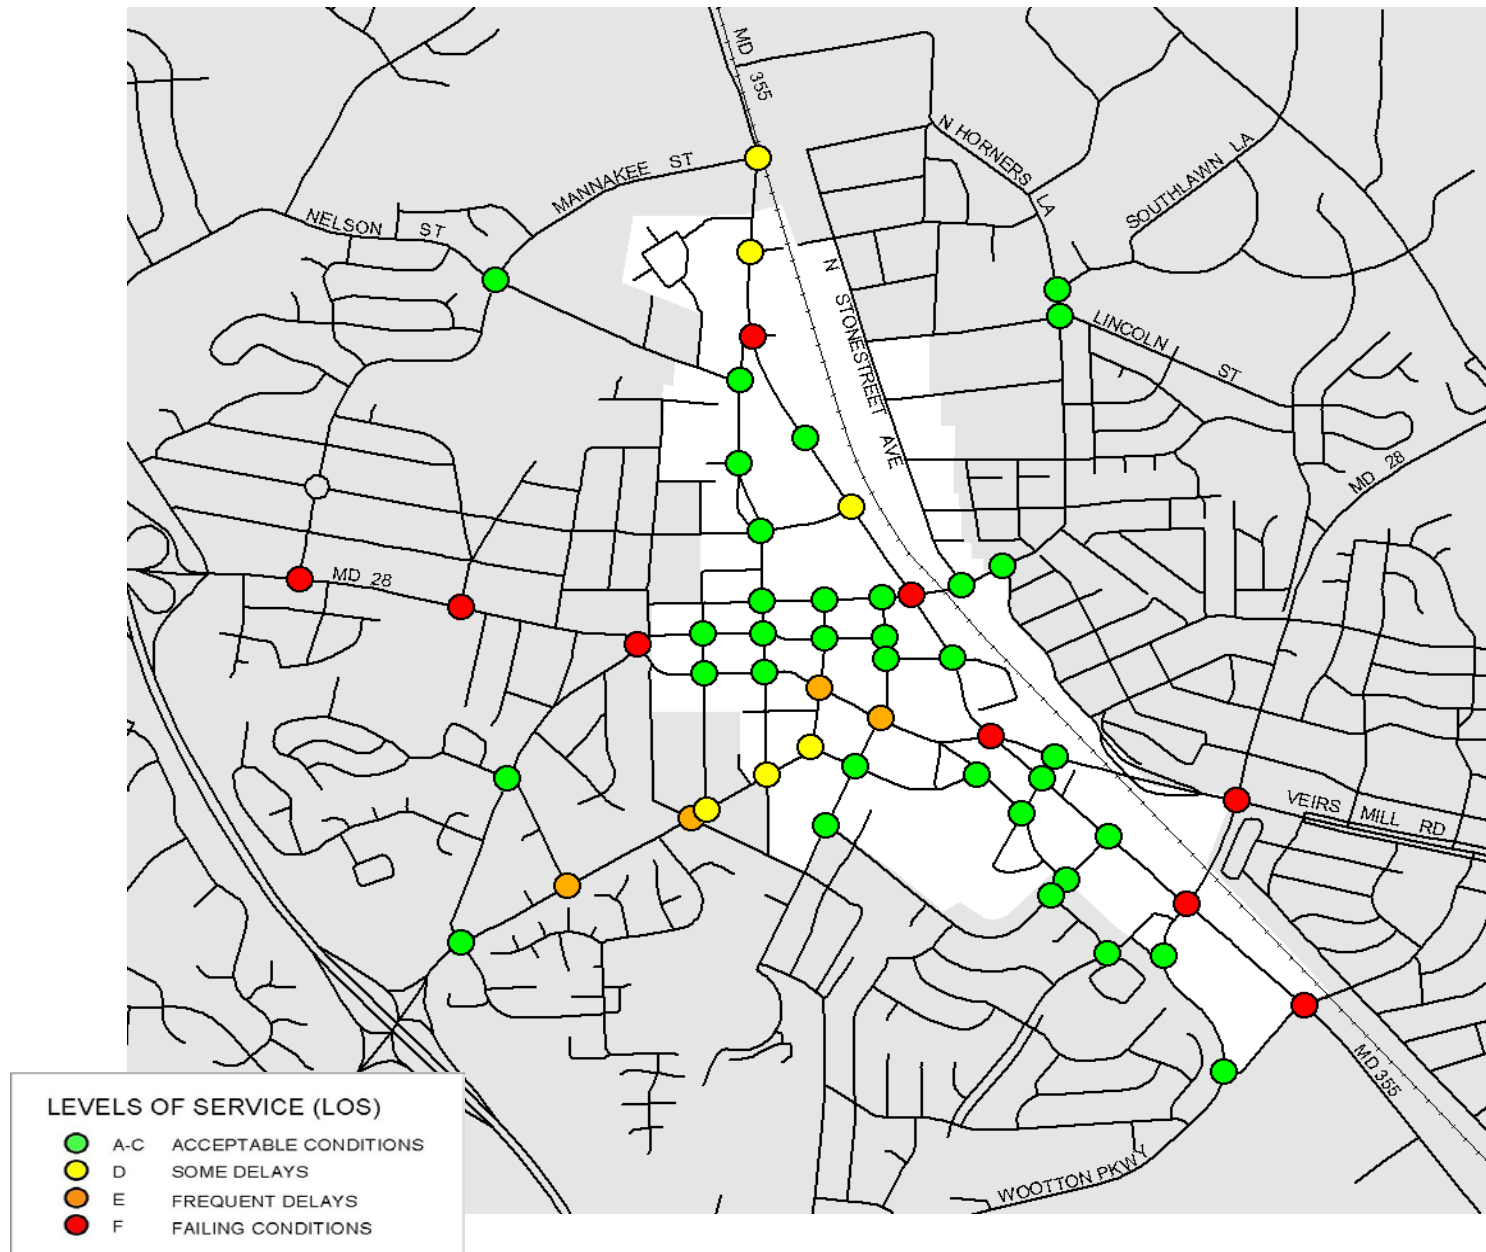 MD 355
N HORNERS LA
SOUTHLAWN LA
MANNAKEE ST
NELSON ST
N STONESTREET AVE
LINCOLN ST
MD 28
MD 28
VEIRS MILL RD
MD 355
WOOTTON PKWY
LEVELS OF SERVICE (LOS)
A-C ACCEPTABLE CONDITIONS
D SOME DELAYS
E FREQUENT DELAYS
F FAILING CONDITIONS